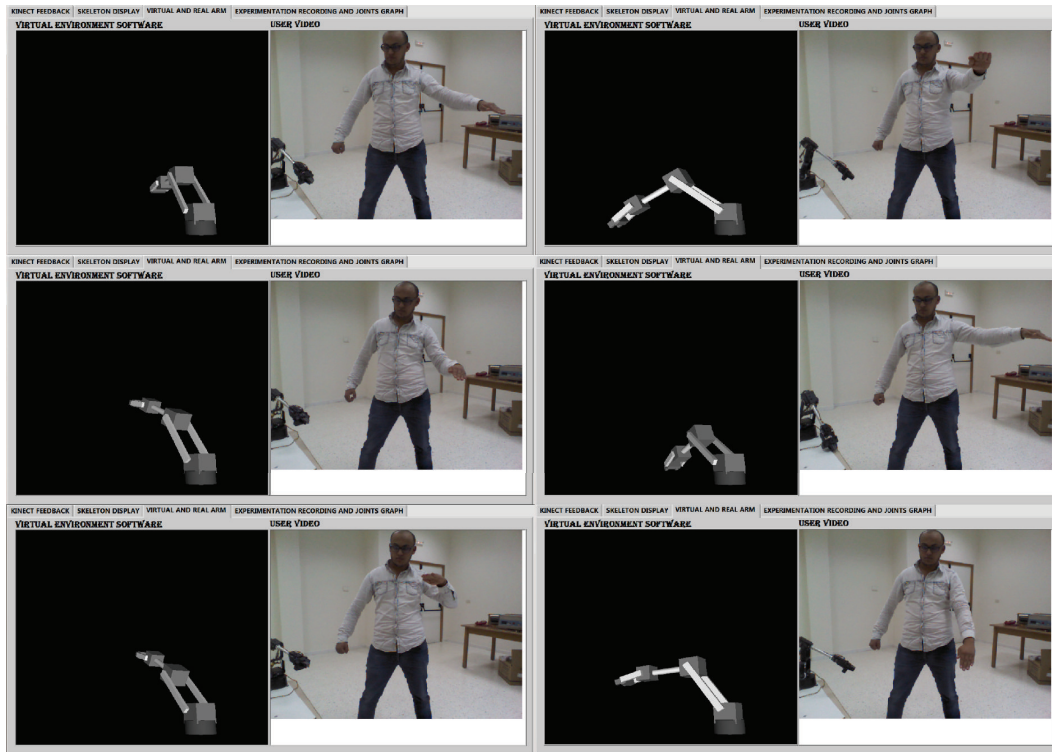 KINECT FEEDBACK SKELETON DISPLAY VIRTUAL AND REAL ARM EXPERIMENTATION RECORDING AND JOINTS GRAPH
VIRTUAL ENVIRONMENT SOFTWARE USER VIDEO
KINECT FEEDBACK SKELETON DISPLAY VIRTUAL AND REAL ARM EXPERIMENTATION RECORDING AND JOINTS GRAPH
VIRTUAL ENVIRONMENT SOFTWARE USER VIDEO
KINECT FEEDBACK SKELETON DISPLAY VIRTUAL AND REAL ARM EXPERIMENTATION RECORDING AND JOINTS GRAPH
VIRTUAL ENVIRONMENT SOFTWARE USER VIDEO
KINECT FEEDBACK SKELETON DISPLAY VIRTUAL AND REAL ARM EXPERIMENTATION RECORDING AND JOINTS GRAPH
VIRTUAL ENVIRONMENT SOFTWARE USER VIDEO
KINECT FEEDBACK SKELETON DISPLAY VIRTUAL AND REAL ARM EXPERIMENTATION RECORDING AND JOINTS GRAPH
VIRTUAL ENVIRONMENT SOFTWARE USER VIDEO
KINECT FEEDBACK SKELETON DISPLAY VIRTUAL AND REAL ARM EXPERIMENTATION RECORDING AND JOINTS GRAPH
VIRTUAL ENVIRONMENT SOFTWARE USER VIDEO